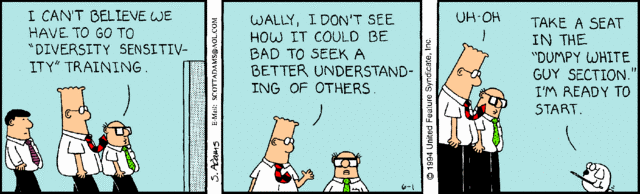 I CAN'T BELIEVE WE
HAVE TO GO TO
"DIVERSITY SENSITIV-
ITY" TRAINING.
S. Adams
E-Mail: SCOTTADAMS@AOL.COM
WALLY, I DON'T SEE
HOW IT COULD BE
BAD TO SEEK A
BETTER UNDERSTAND-
ING OF OTHERS.
6-1
© 1994 United Feature Syndicate, Inc.
UH-OH
TAKE A SEAT
IN THE
"DUMPY WHITE
GUY SECTION."
I'M READY TO
START.